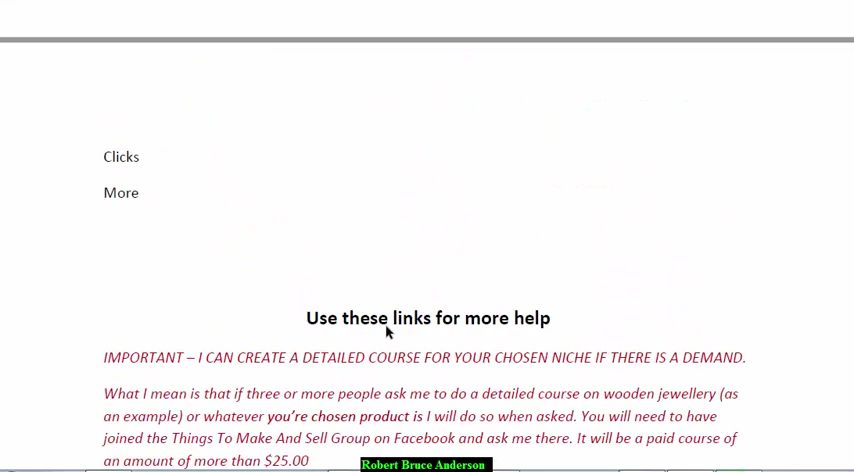 Clicks
More
Use these links for more help
IMPORTANT – I CAN CREATE A DETAILED COURSE FOR YOUR CHOSEN NICHE IF THERE IS A DEMAND.
What I mean is that if three or more people ask me to do a detailed course on wooden jewellery (as
an example) or whatever you're chosen product is I will do so when asked. You will need to have
joined the Things To Make And Sell Group on Facebook and ask me there. It will be a paid course of
an amount of more than $25.00
Robert Bruce Anderson